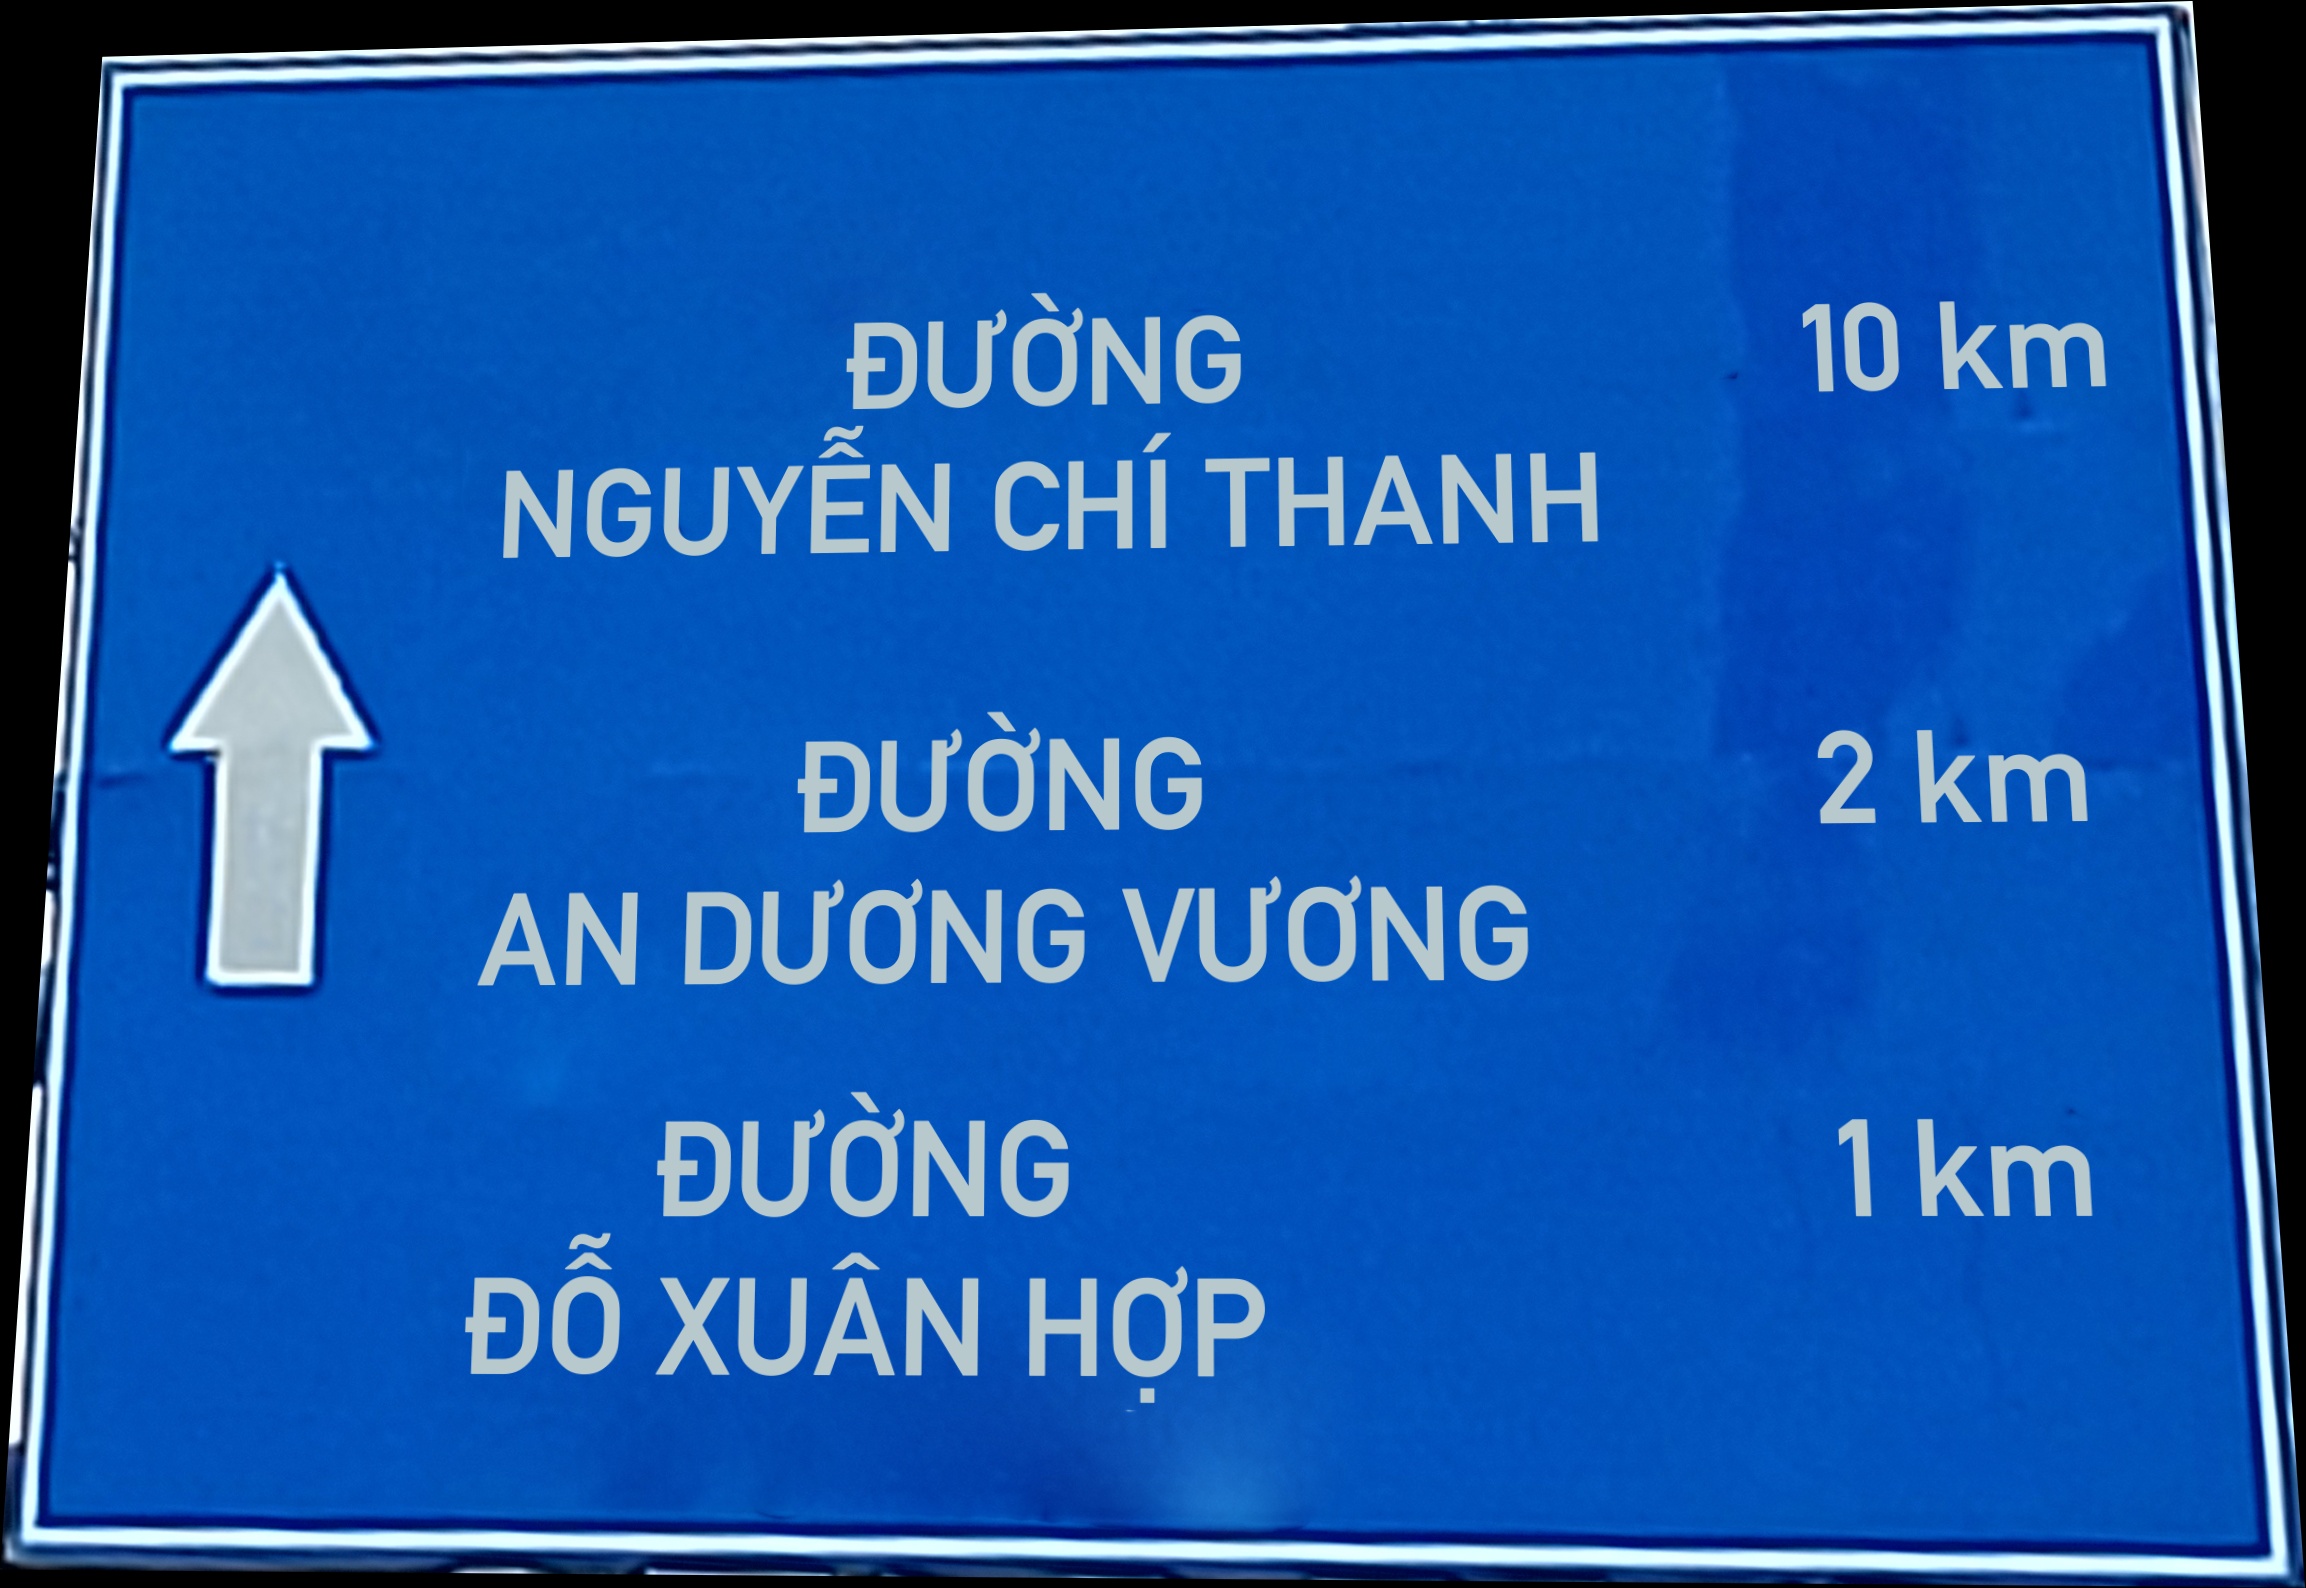 ĐƯỜNG 10 km
NGUYỄN CHÍ THANH
ĐƯỜNG 2 km
AN DƯƠNG VƯƠNG
ĐƯỜNG 1 km
ĐỖ XUÂN HỢP